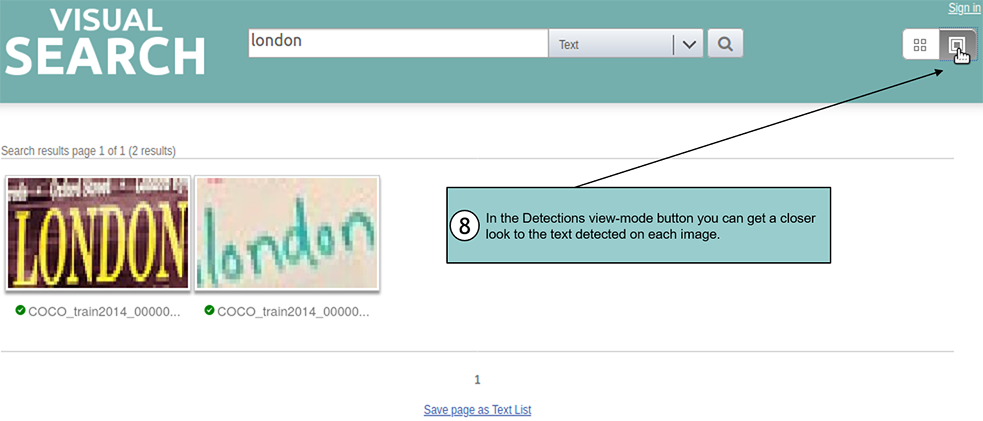 Sign in
VISUAL
SEARCH
london
Text
Search results page 1 of 1 (2 results)
Oxford Street
LONDON
london
8
In the Detections view-mode button you can get a closer
look to the text detected on each image.
COCO_train2014_00000...
COCO_train2014_00000...
1
Save page as Text List